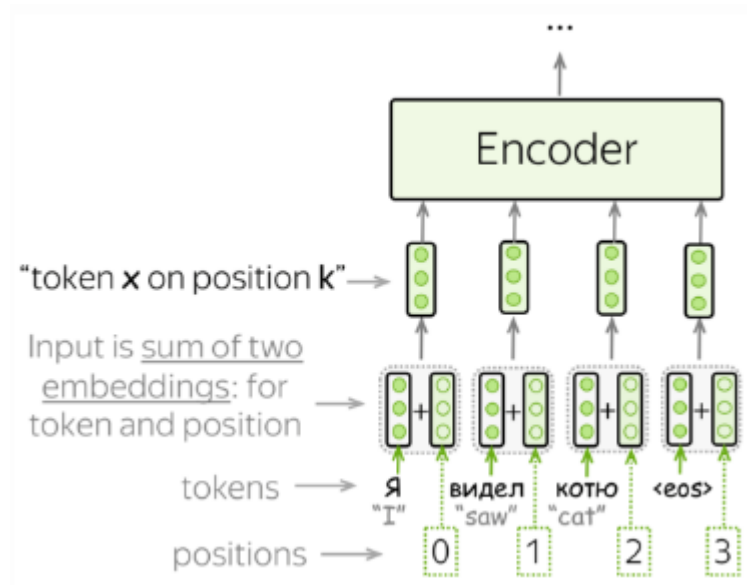 ...
Encoder
“token x on position k”
Input is sum of two
embeddings: for
token and position
+ + + +
tokens
Я видел котю <eos>
“I” “saw” “cat”
positions
0 1 2 3